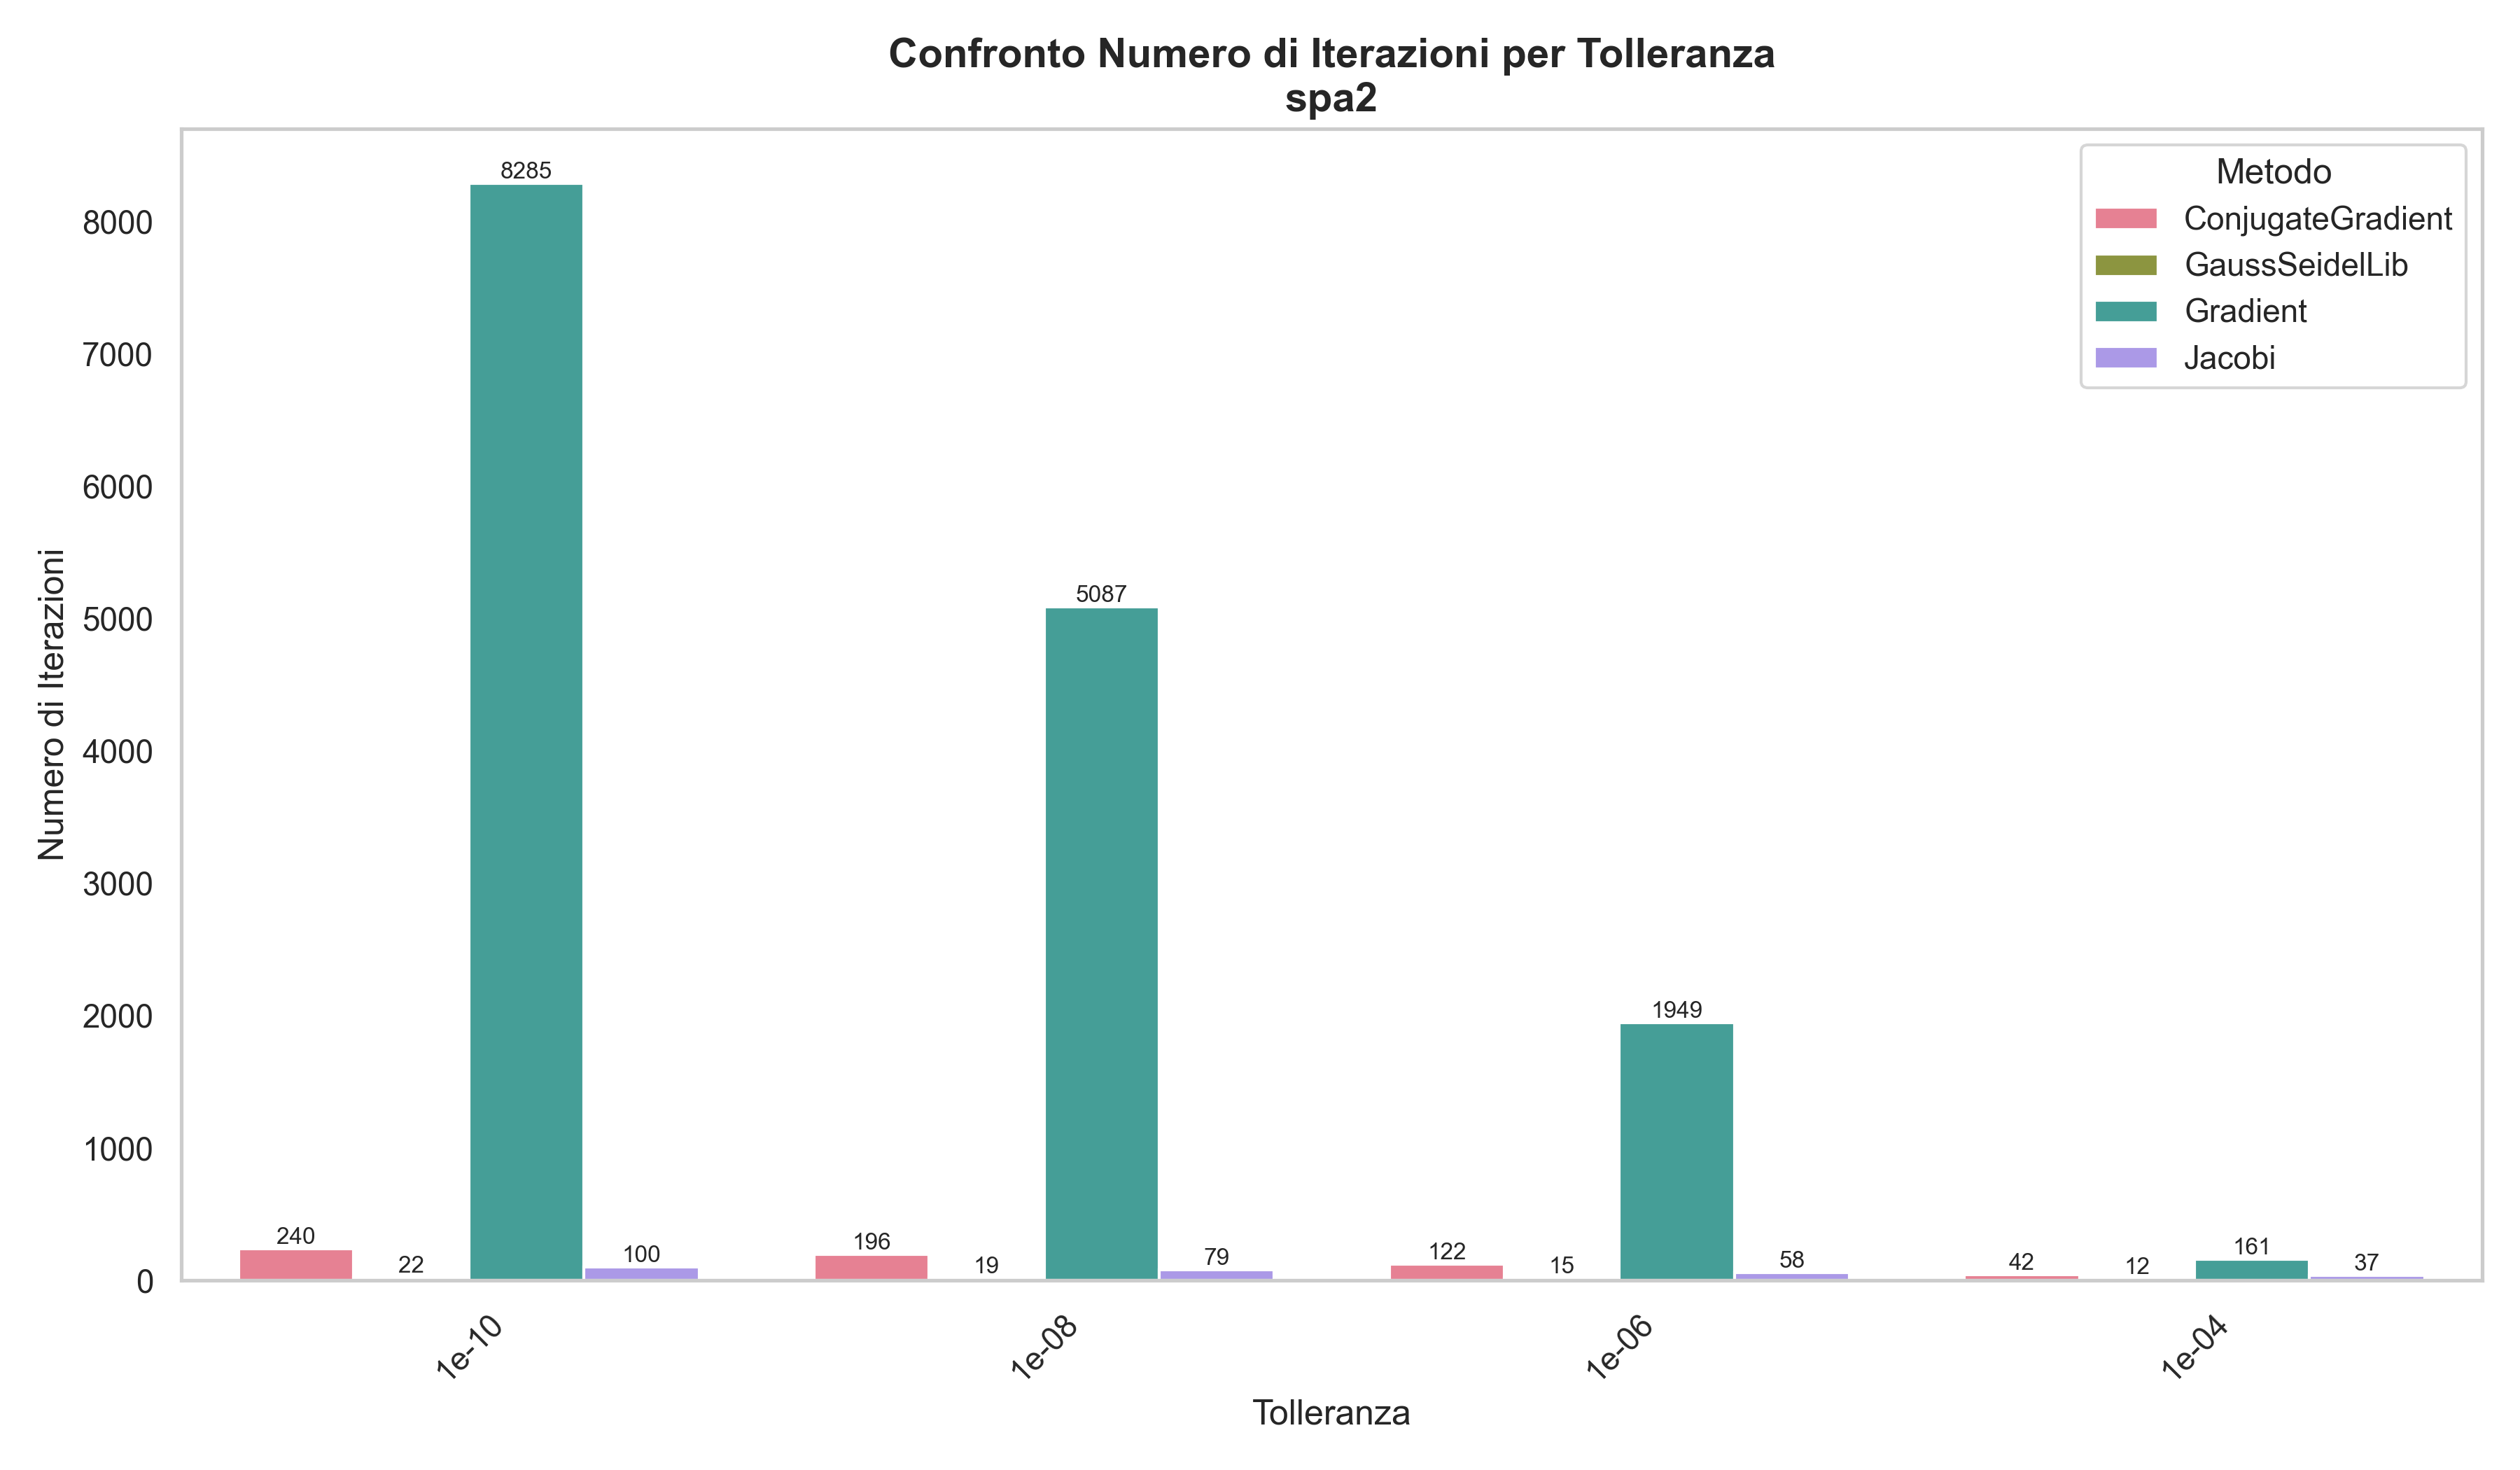 Confronto Numero di Iterazioni per Tolleranza
spa2
Metodo
ConjugateGradient
GaussSeidelLib
Gradient
Jacobi
Numero di Iterazioni
8000
7000
6000
5000
4000
3000
2000
1000
0
240
22
8285
100
196
19
5087
79
122
15
1949
58
42
12
161
37
1e-10
1e-08
1e-06
1e-04
Tolleranza